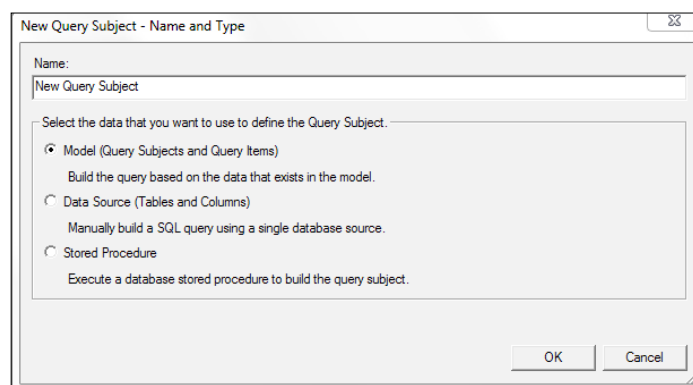 New Query Subject - Name and Type
Name:
New Query Subject
Select the data that you want to use to define the Query Subject.
Model (Query Subjects and Query Items)
Build the query based on the data that exists in the model.
Data Source (Tables and Columns)
Manually build a SQL query using a single database source.
Stored Procedure
Execute a database stored procedure to build the query subject.
OK Cancel